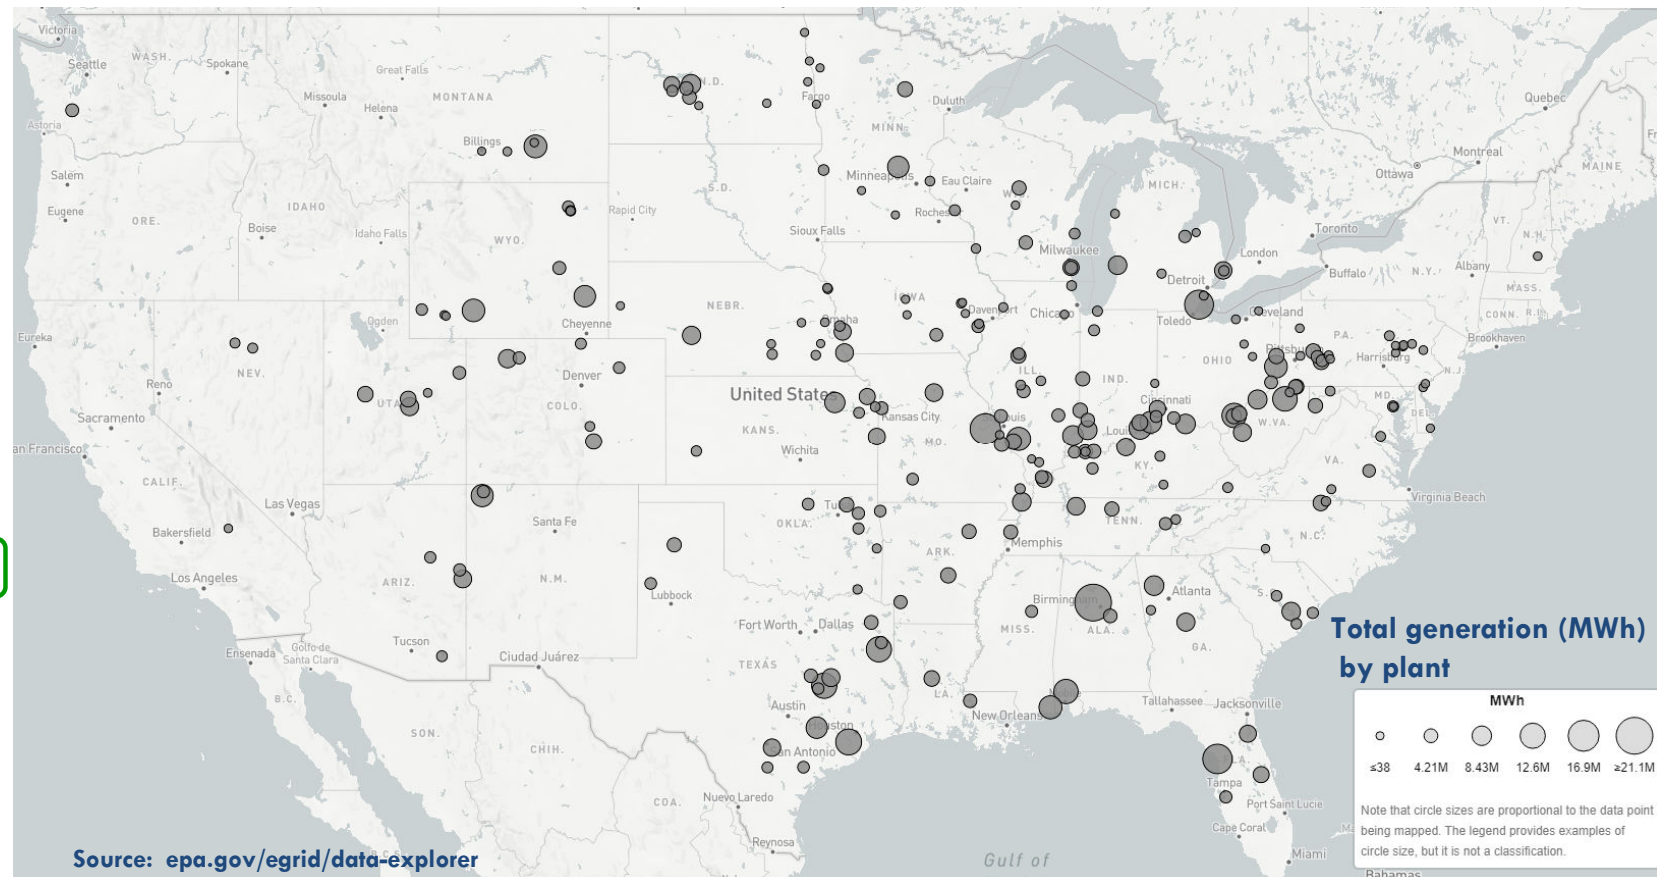 Victoria
Seattle
WASH.
Spokane
Great Falls
Missoula
Helena
MONTANA
N.D.
Fargo
Duluth
Quebec
Astoria
Billings
MINN.
Montreal
Ottawa
MAINE
Salem
Minneapolis
Eau Claire
MICH.
Eugene
ORE.
IDAHO
Boise
Idaho Falls
WYO.
S.D.
Rapid City
Sioux Falls
Milwaukee
Toronto
London
VT.
N.H.
Buffalo
N.Y.
Albany
MASS.
Detroit
CONN. R.I.
Eureka
Ogden
Cheyenne
NEBR.
IOWA
Omaha
Davenport
Toledo
Cleveland
PA.
Pittsburgh
Harrisburg
Brookhaven
N.J.
Reno
NEV.
Denver
United States
ILL.
IND.
OHIO
MD.
DEL.
Sacramento
UTAH
COLO.
KANS.
Kansas City
MO.
Cincinnati
W.VA.
San Francisco
Wichita
KY.
VA.
CALIF.
Las Vegas
Virginia Beach
Bakersfield
Santa Fe
OKLA.
TENN.
N.C.
Los Angeles
ARIZ.
N.M.
Lubbock
ARK.
Memphis
Birmingham
Atlanta
Tucson
Fort Worth
Dallas
MISS.
ALA.
GA.
Ensenada
Golfo de
Santa Clara
Ciudad Juárez
TEXAS
B.C.
Austin
LA.
New Orleans
Tallahassee
Jacksonville
SON.
CHIH.
Houston
San Antonio
COA.
Nuevo Laredo
Tampa
Port Saint Lucie
Cape Coral
Reynosa
Miami
Gulf of
Bahamas
Total generation (MWh)
by plant
MWh
≤38 4.21M 8.43M 12.6M 16.9M ≥21.1M
Note that circle sizes are proportional to the data point
being mapped. The legend provides examples of
circle size, but it is not a classification.
Source: epa.gov/egrid/data-explorer